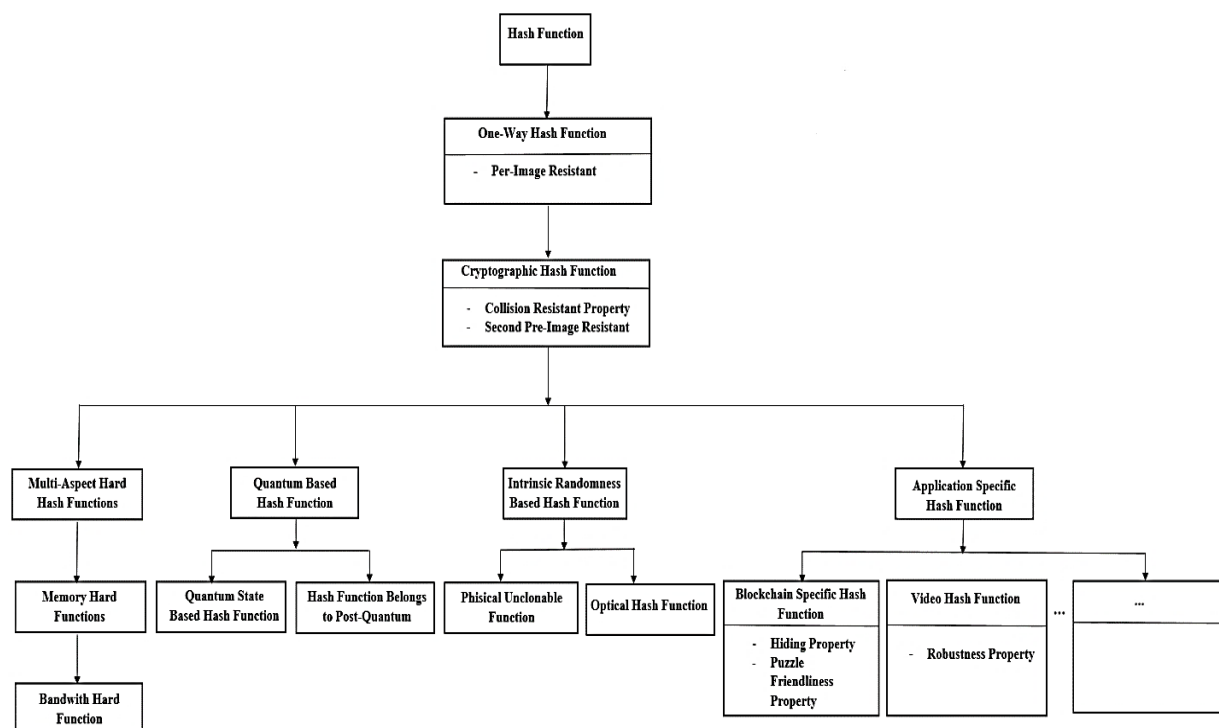 Hash Function
One-Way Hash Function
- Per-Image Resistant
Cryptographic Hash Function
- Collision Resistant Property
- Second Pre-Image Resistant
Multi-Aspect Hard
Hash Functions
Quantum Based
Hash Function
Intrinsic Randomness
Based Hash Function
Application Specific
Hash Function
Memory Hard
Functions
Quantum State
Based Hash Function
Hash Function Belongs
to Post-Quantum
Phisical Unclonable
Function
Optical Hash Function
Blockchain Specific Hash
Function
- Hiding Property
- Puzzle
Friendliness
Property
Video Hash Function
- Robustness Property
...
...
Bandwith Hard
Function